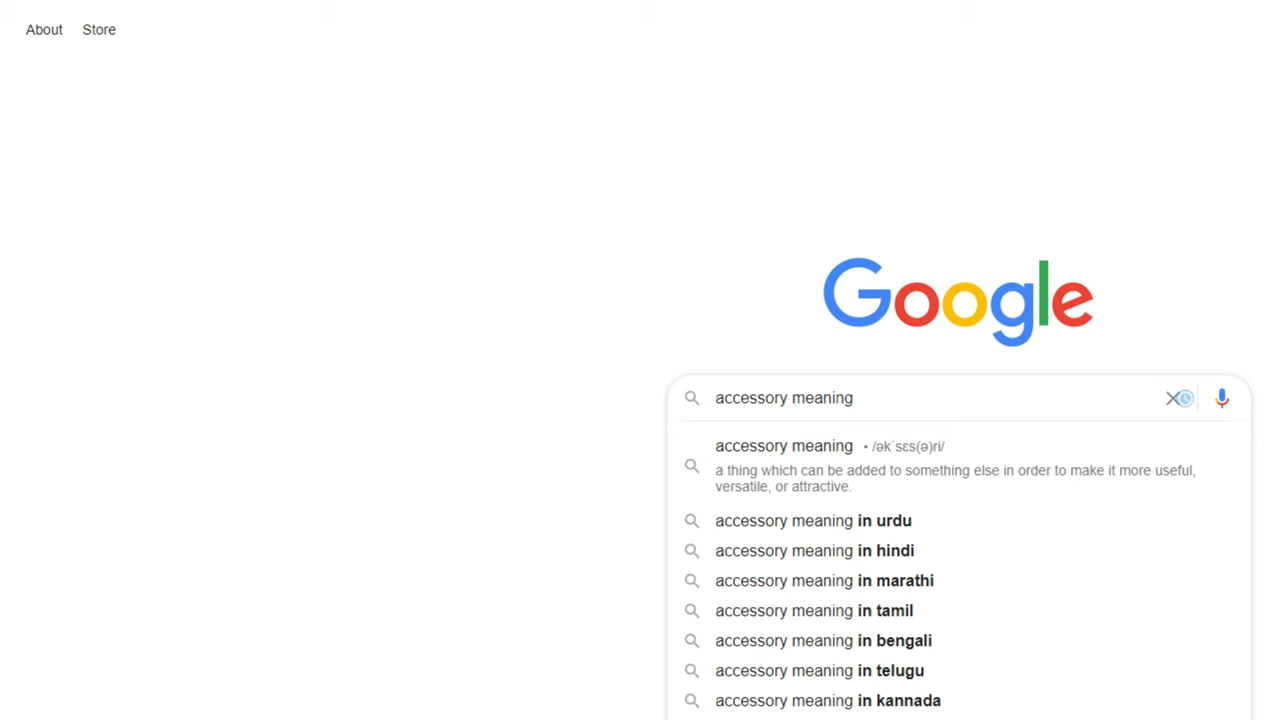 About Store
Google
accessory meaning
accessory meaning • /əkˈsɛs(ə)ri/
a thing which can be added to something else in order to make it more useful,
versatile, or attractive.
accessory meaning in urdu
accessory meaning in hindi
accessory meaning in marathi
accessory meaning in tamil
accessory meaning in bengali
accessory meaning in telugu
accessory meaning in kannada